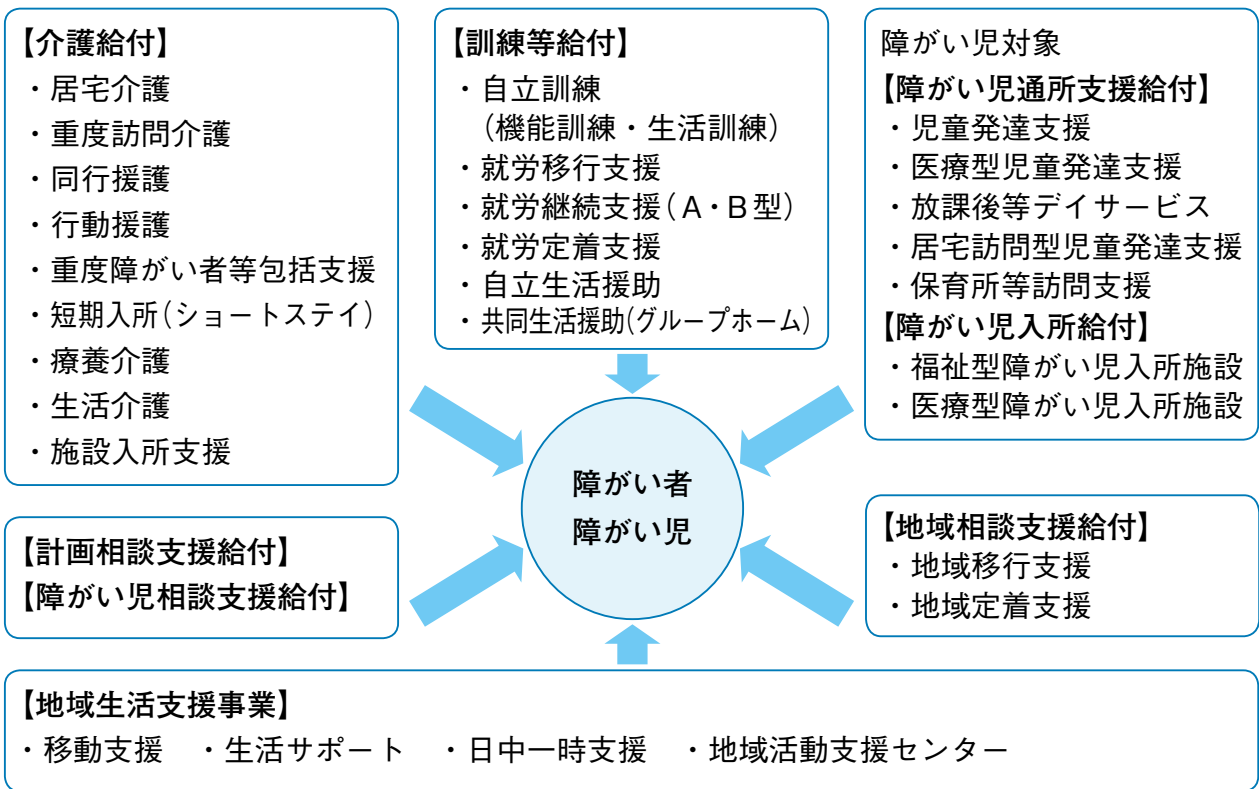 【介護給付】
・居宅介護
・重度訪問介護
・同行援護
・行動援護
・重度障がい者等包括支援
・短期入所(ショートステイ)
・療養介護
・生活介護
・施設入所支援
【訓練等給付】
・自立訓練
（機能訓練・生活訓練）
・就労移行支援
・就労継続支援(A・B型)
・就労定着支援
・自立生活援助
・共同生活援助(グループホーム)
障がい児対象
【障がい児通所支援給付】
・児童発達支援
・医療型児童発達支援
・放課後等デイサービス
・居宅訪問型児童発達支援
・保育所等訪問支援
【障がい児入所給付】
・福祉型障がい児入所施設
・医療型障がい児入所施設
障がい者
障がい児
【計画相談支援給付】
【障がい児相談支援給付】
【地域相談支援給付】
・地域移行支援
・地域定着支援
【地域生活支援事業】
・移動支援　・生活サポート　・日中一時支援　・地域活動支援センター